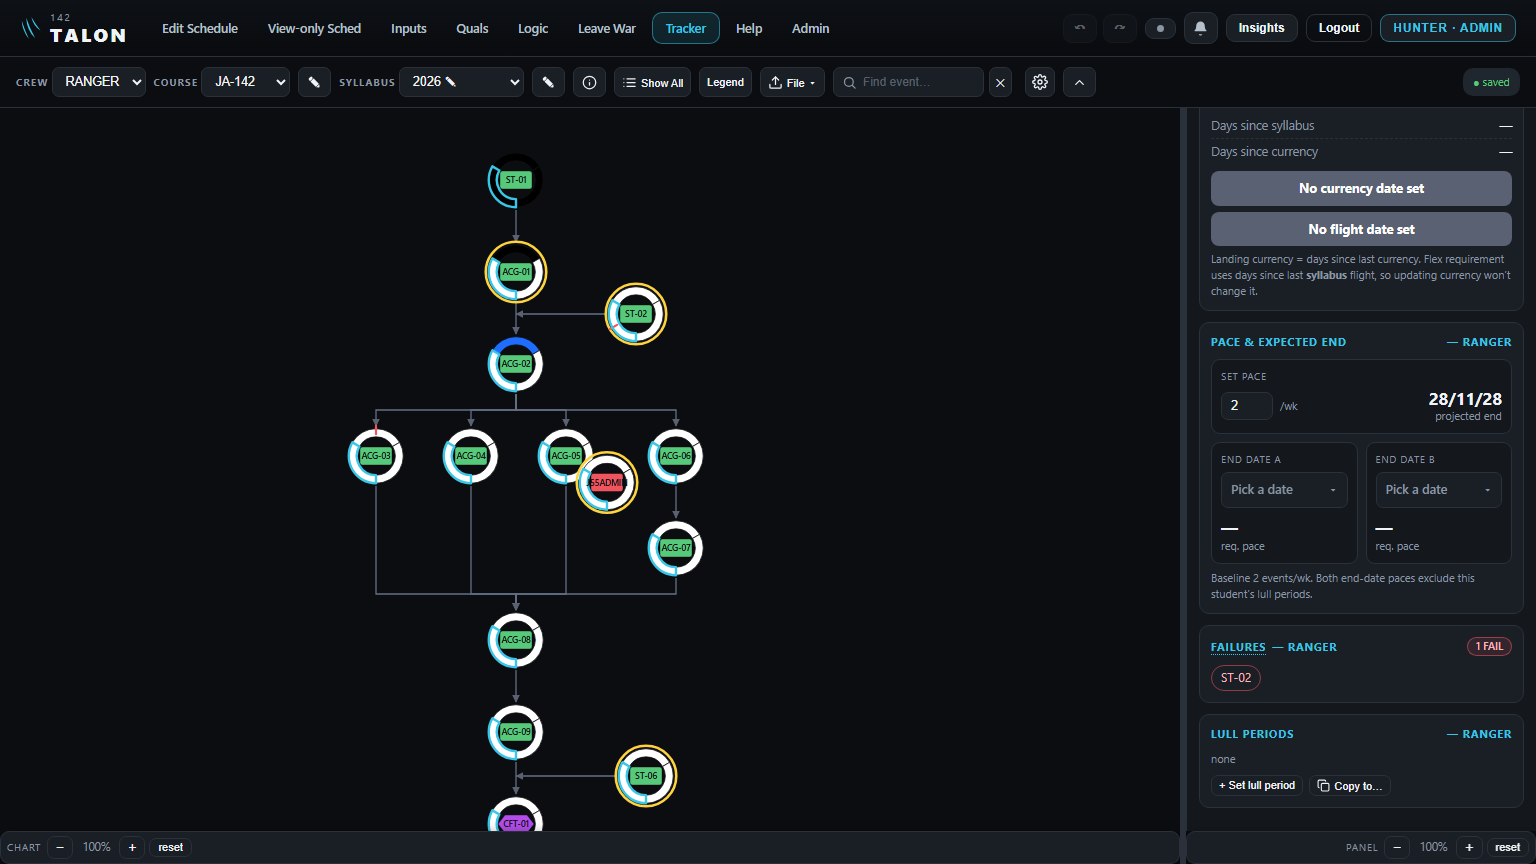 142
TALON
Edit Schedule
View-only Sched
Inputs
Quals
Logic
Leave War
Tracker
Help
Admin
Insights
Logout
HUNTER · ADMIN
CREW
RANGER
COURSE
JA-142
SYLLABUS
2026
Show All
Legend
File
Find event...
saved
ST-01
ACG-01
ST-02
ACG-02
ACG-03
ACG-04
ACG-05
ACG-06
ACG-07
ACG-08
ACG-09
ST-06
CFT-01
Days since syllabus —
Days since currency —
No currency date set
No flight date set
Landing currency = days since last currency. Flex requirement
uses days since last syllabus flight, so updating currency won't
change it.
PACE & EXPECTED END — RANGER
SET PACE
2 /wk
28/11/28
projected end
END DATE A
Pick a date
—
req. pace
END DATE B
Pick a date
—
req. pace
Baseline 2 events/wk. Both end-date paces exclude this
student's lull periods.
FAILURES — RANGER
1 FAIL
ST-02
LULL PERIODS — RANGER
none
+ Set lull period
Copy to...
CHART − 100% + reset
PANEL − 100% + reset